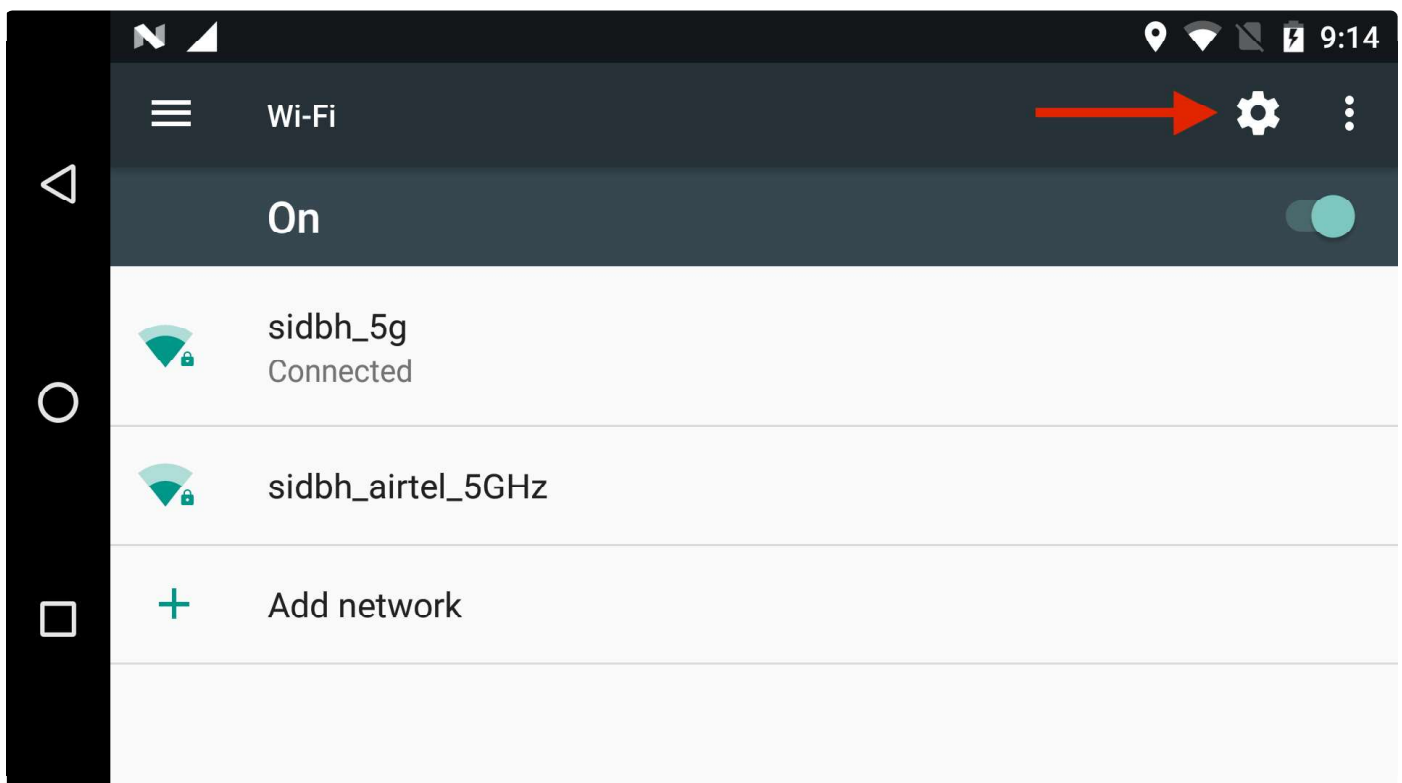 9:14
Wi-Fi
On
sidbh_5g
Connected
sidbh_airtel_5GHz
Add network